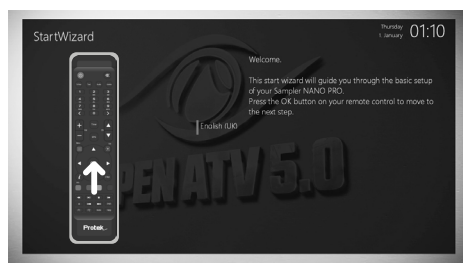 StartWizard
Thursday
1. January
01:10
Welcome.
This start wizard will guide you through the basic setup
of your Sampler NANO PRO.
Press the OK button on your remote control to move to
the next step.
English (UK)
OPEN ATV 5.0
Protek